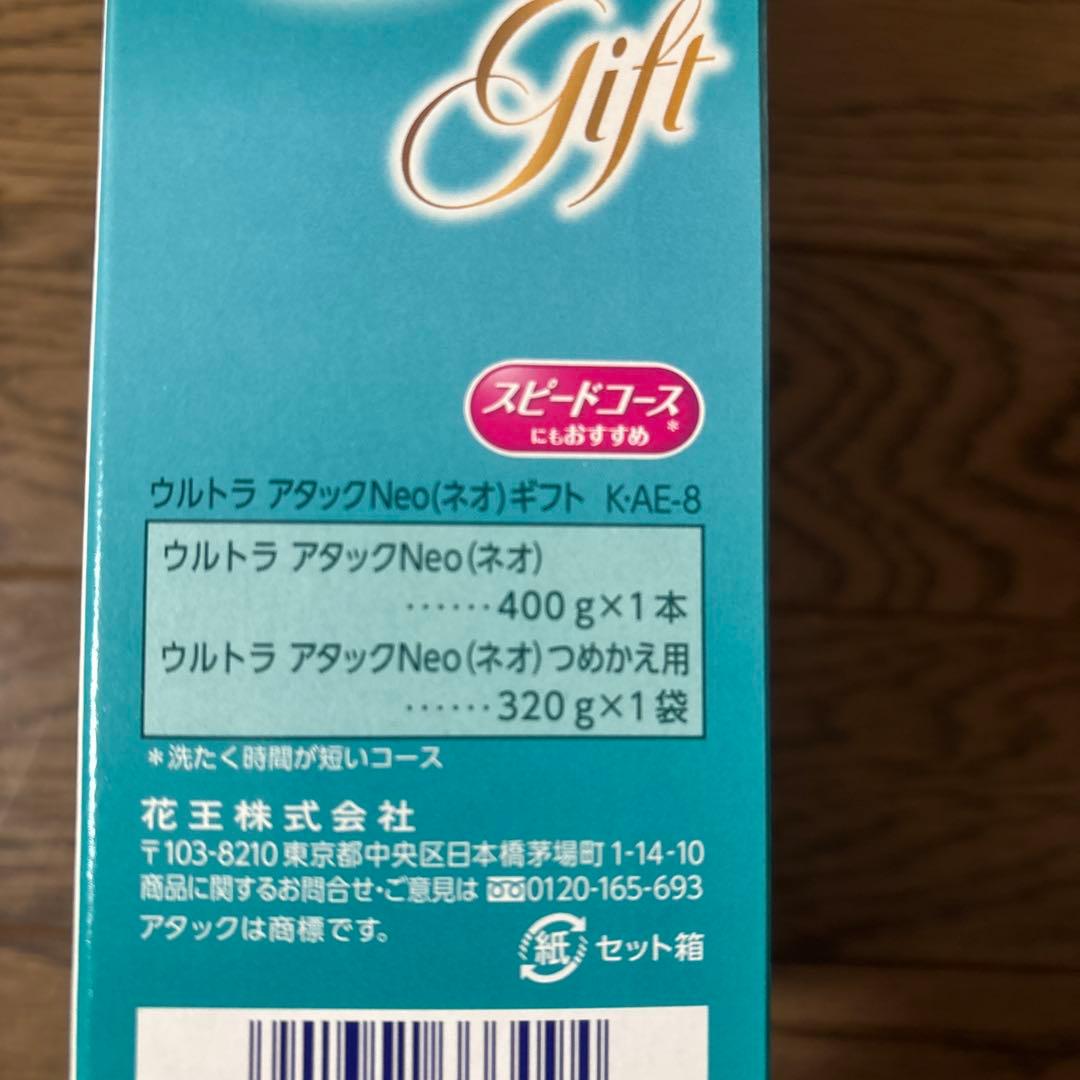 gift
スピードコース
にもおすすめ*
ウルトラ アタックNeo(ネオ)ギフト K·AE-8
ウルトラ アタックNeo(ネオ)
······400g×1本
ウルトラ アタックNeo(ネオ)つめかえ用
······320g×1袋
*洗たく時間が短いコース
花王株式会社
〒103-8210東京都中央区日本橋茅場町1-14-10
商品に関するお問合せ・ご意見は 0120-165-693
アタックは商標です。
紙 セット箱